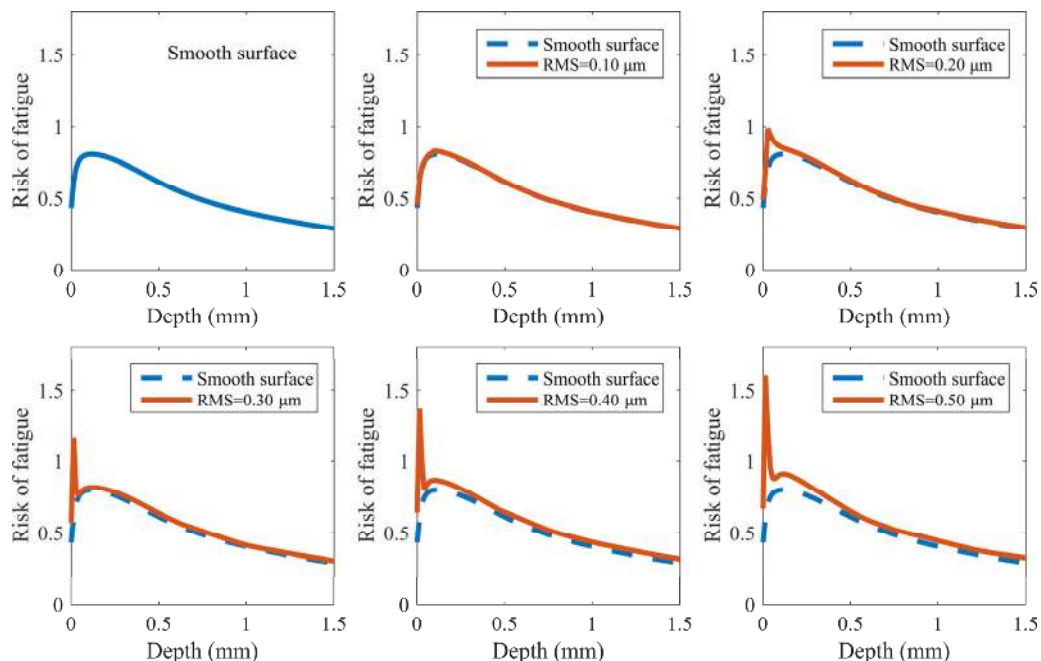 Smooth surface
Risk of fatigue
1.5
1
0.5
0
0
0.5
1
1.5
Depth (mm)
Smooth surface
RMS=0.10 μm
Risk of fatigue
1.5
1
0.5
0
0
0.5
1
1.5
Depth (mm)
Smooth surface
RMS=0.20 μm
Risk of fatigue
1.5
1
0.5
0
0
0.5
1
1.5
Depth (mm)
Smooth surface
RMS=0.30 μm
Risk of fatigue
1.5
1
0.5
0
0
0.5
1
1.5
Depth (mm)
Smooth surface
RMS=0.40 μm
Risk of fatigue
1.5
1
0.5
0
0
0.5
1
1.5
Depth (mm)
Smooth surface
RMS=0.50 μm
Risk of fatigue
1.5
1
0.5
0
0
0.5
1
1.5
Depth (mm)